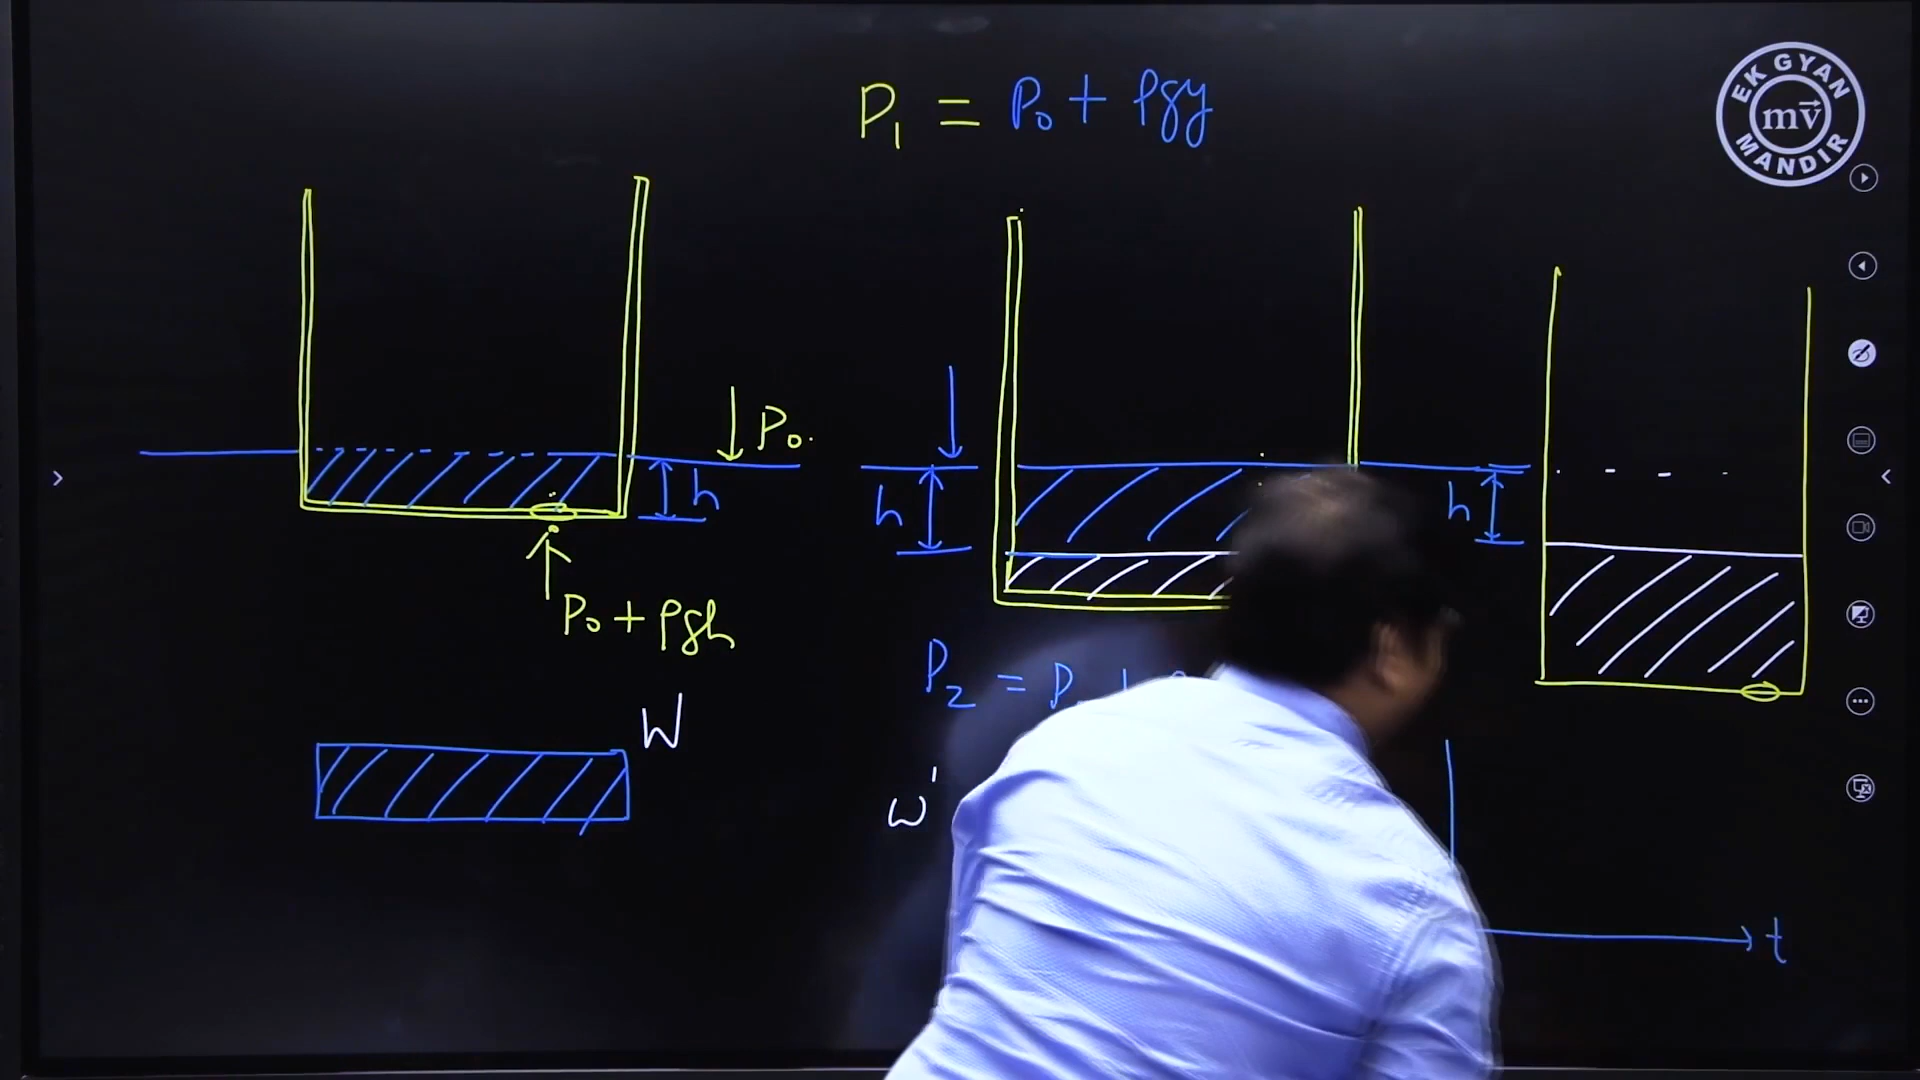 P₁ = P₀ + ρgy
EK GYAN MANDIR
mv⃗
P₀.
h
h
h
P₀ + ρgh
P₂ = P
W
w'
t